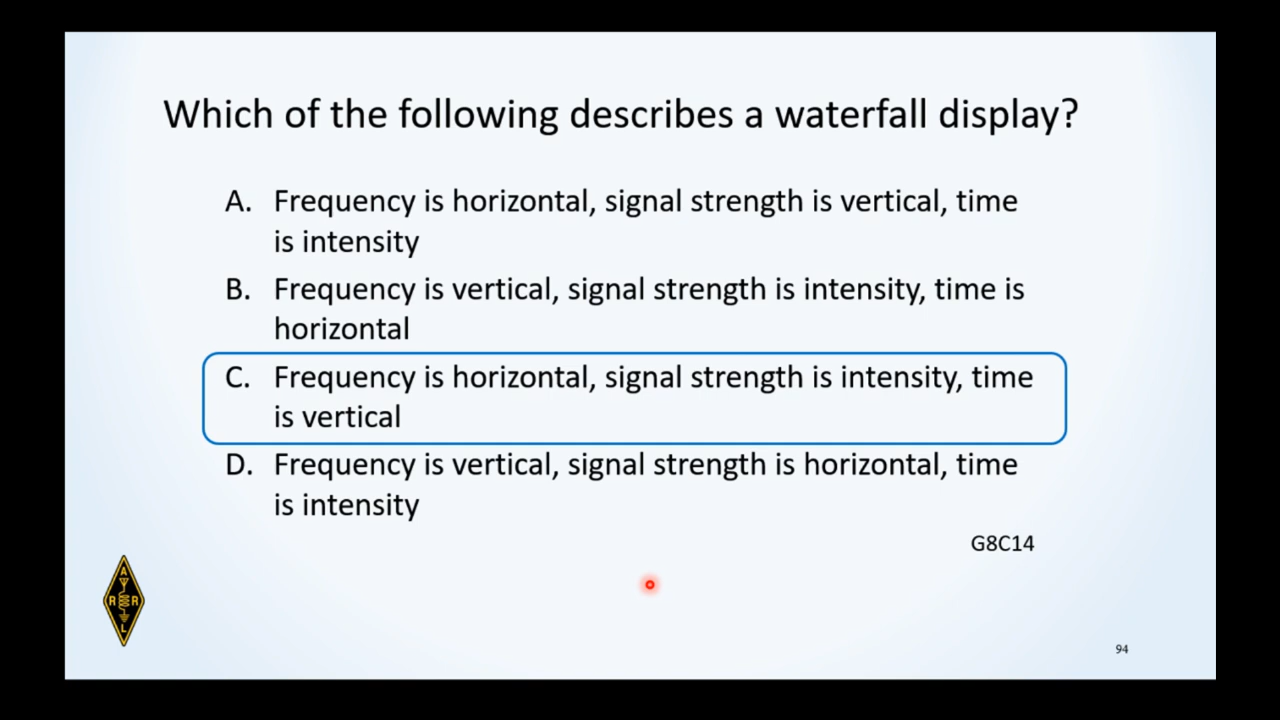 Which of the following describes a waterfall display?
A. Frequency is horizontal, signal strength is vertical, time
is intensity
B. Frequency is vertical, signal strength is intensity, time is
horizontal
C. Frequency is horizontal, signal strength is intensity, time
is vertical
D. Frequency is vertical, signal strength is horizontal, time
is intensity
G8C14
A
R R
L
94